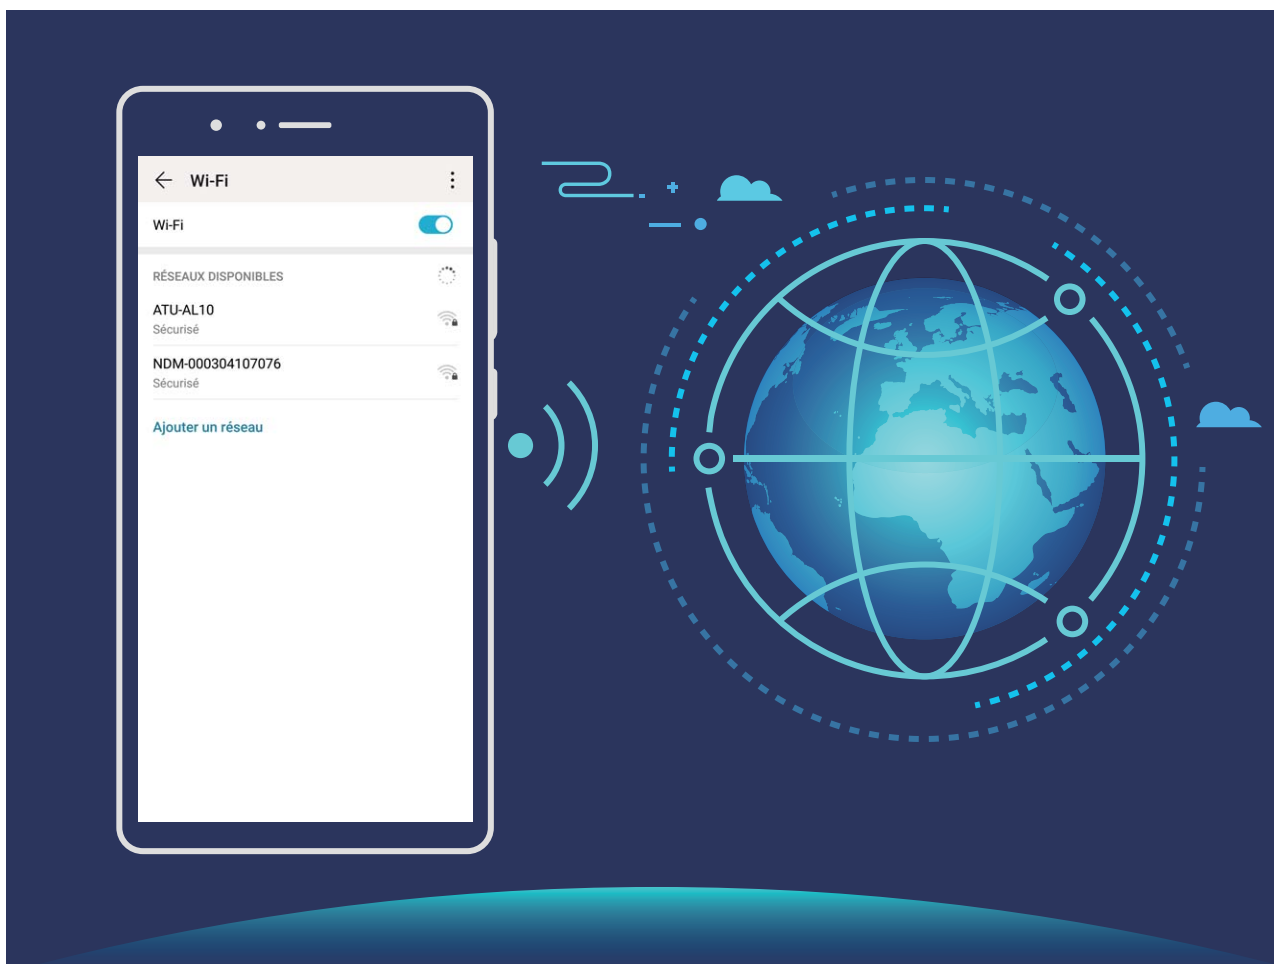 Wi-Fi
Wi-Fi
RÉSEAUX DISPONIBLES
ATU-AL10
Sécurisé
NDM-000304107076
Sécurisé
Ajouter un réseau